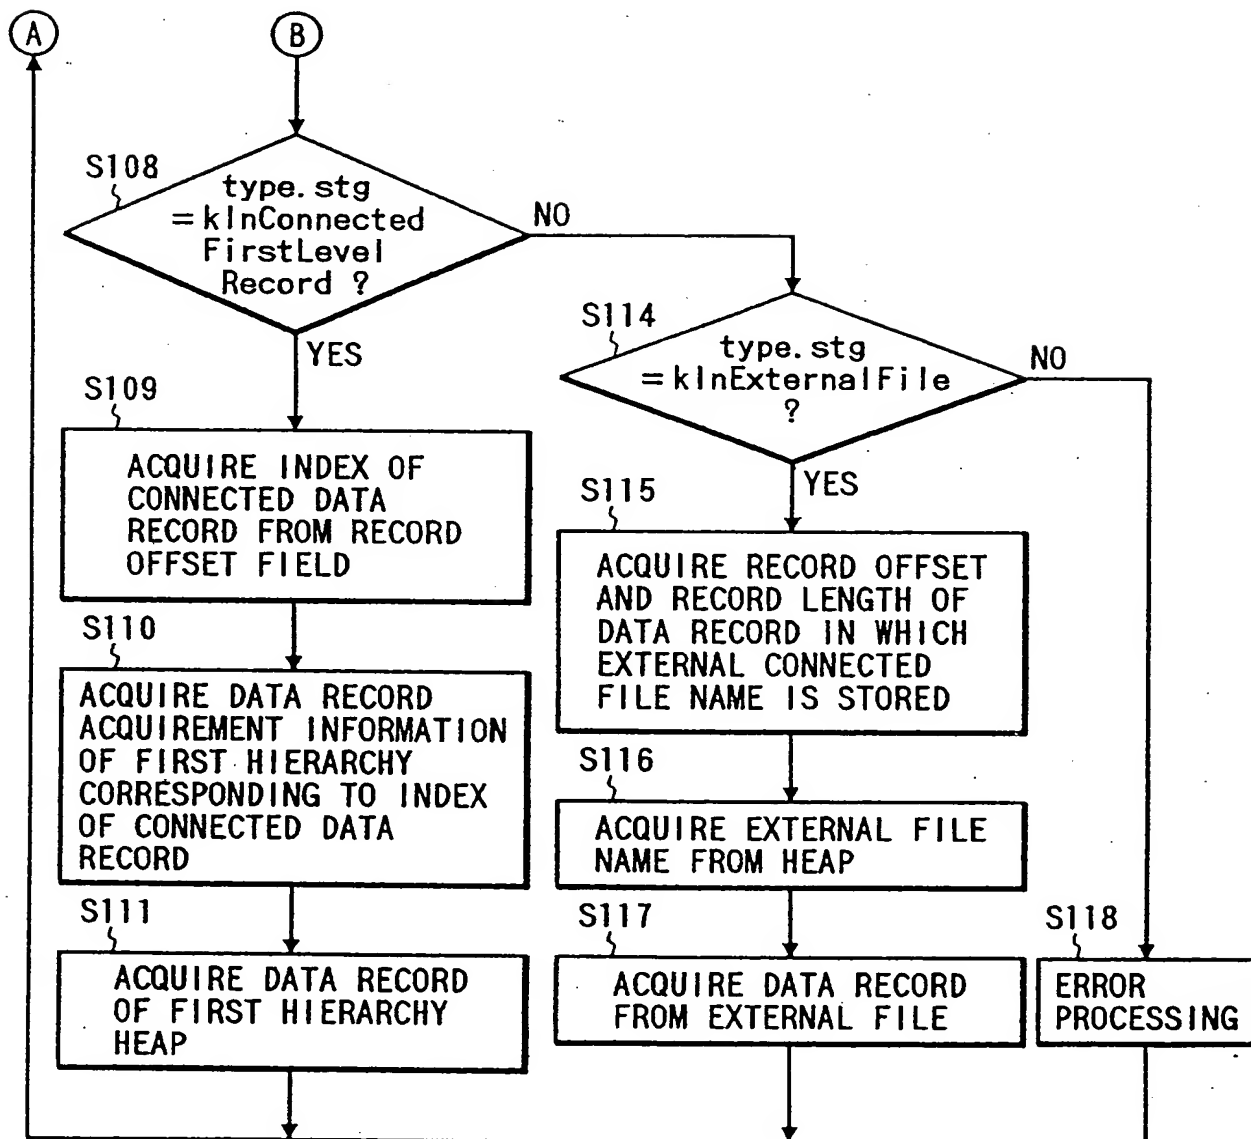 A
B
S108
type.stg
=kInConnected
FirstLevel
Record ?
NO
YES
S109
ACQUIRE INDEX OF
CONNECTED DATA
RECORD FROM RECORD
OFFSET FIELD
S110
ACQUIRE DATA RECORD
ACQUIREMENT INFORMATION
OF FIRST HIERARCHY
CORRESPONDING TO INDEX
OF CONNECTED DATA
RECORD
S111
ACQUIRE DATA RECORD
OF FIRST HIERARCHY
HEAP
S114
type.stg
=kInExternalFile
?
NO
YES
S115
ACQUIRE RECORD OFFSET
AND RECORD LENGTH OF
DATA RECORD IN WHICH
EXTERNAL CONNECTED
FILE NAME IS STORED
S116
ACQUIRE EXTERNAL FILE
NAME FROM HEAP
S117
ACQUIRE DATA RECORD
FROM EXTERNAL FILE
S118
ERROR
PROCESSING